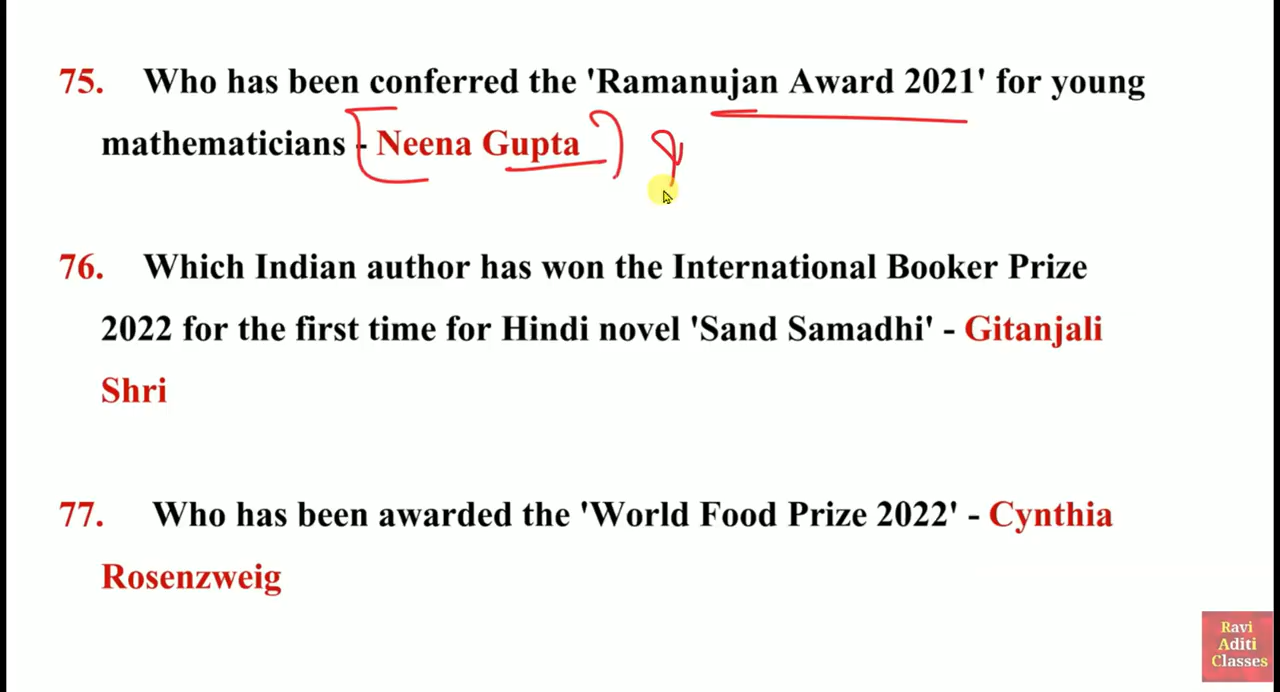 75. Who has been conferred the 'Ramanujan Award 2021' for young
mathematicians - Neena Gupta
76. Which Indian author has won the International Booker Prize
2022 for the first time for Hindi novel 'Sand Samadhi' - Gitanjali
Shri
77. Who has been awarded the 'World Food Prize 2022' - Cynthia
Rosenzweig
Ravi
Aditi
Classes